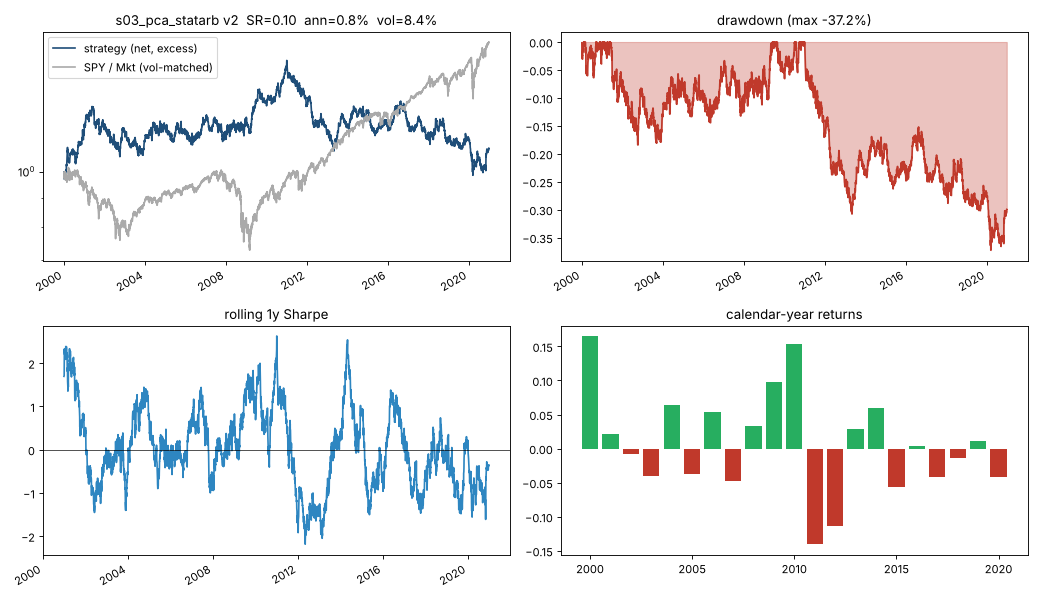 s03_pca_statarb v2  SR=0.10  ann=0.8%  vol=8.4%
strategy (net, excess)
SPY / Mkt (vol-matched)
10⁰
2000 2004 2008 2012 2016 2020
drawdown (max -37.2%)
0.00
−0.05
−0.10
−0.15
−0.20
−0.25
−0.30
−0.35
2000 2004 2008 2012 2016 2020
rolling 1y Sharpe
2
1
0
−1
−2
2000 2004 2008 2012 2016 2020
calendar-year returns
0.15
0.10
0.05
0.00
−0.05
−0.10
−0.15
2000 2005 2010 2015 2020